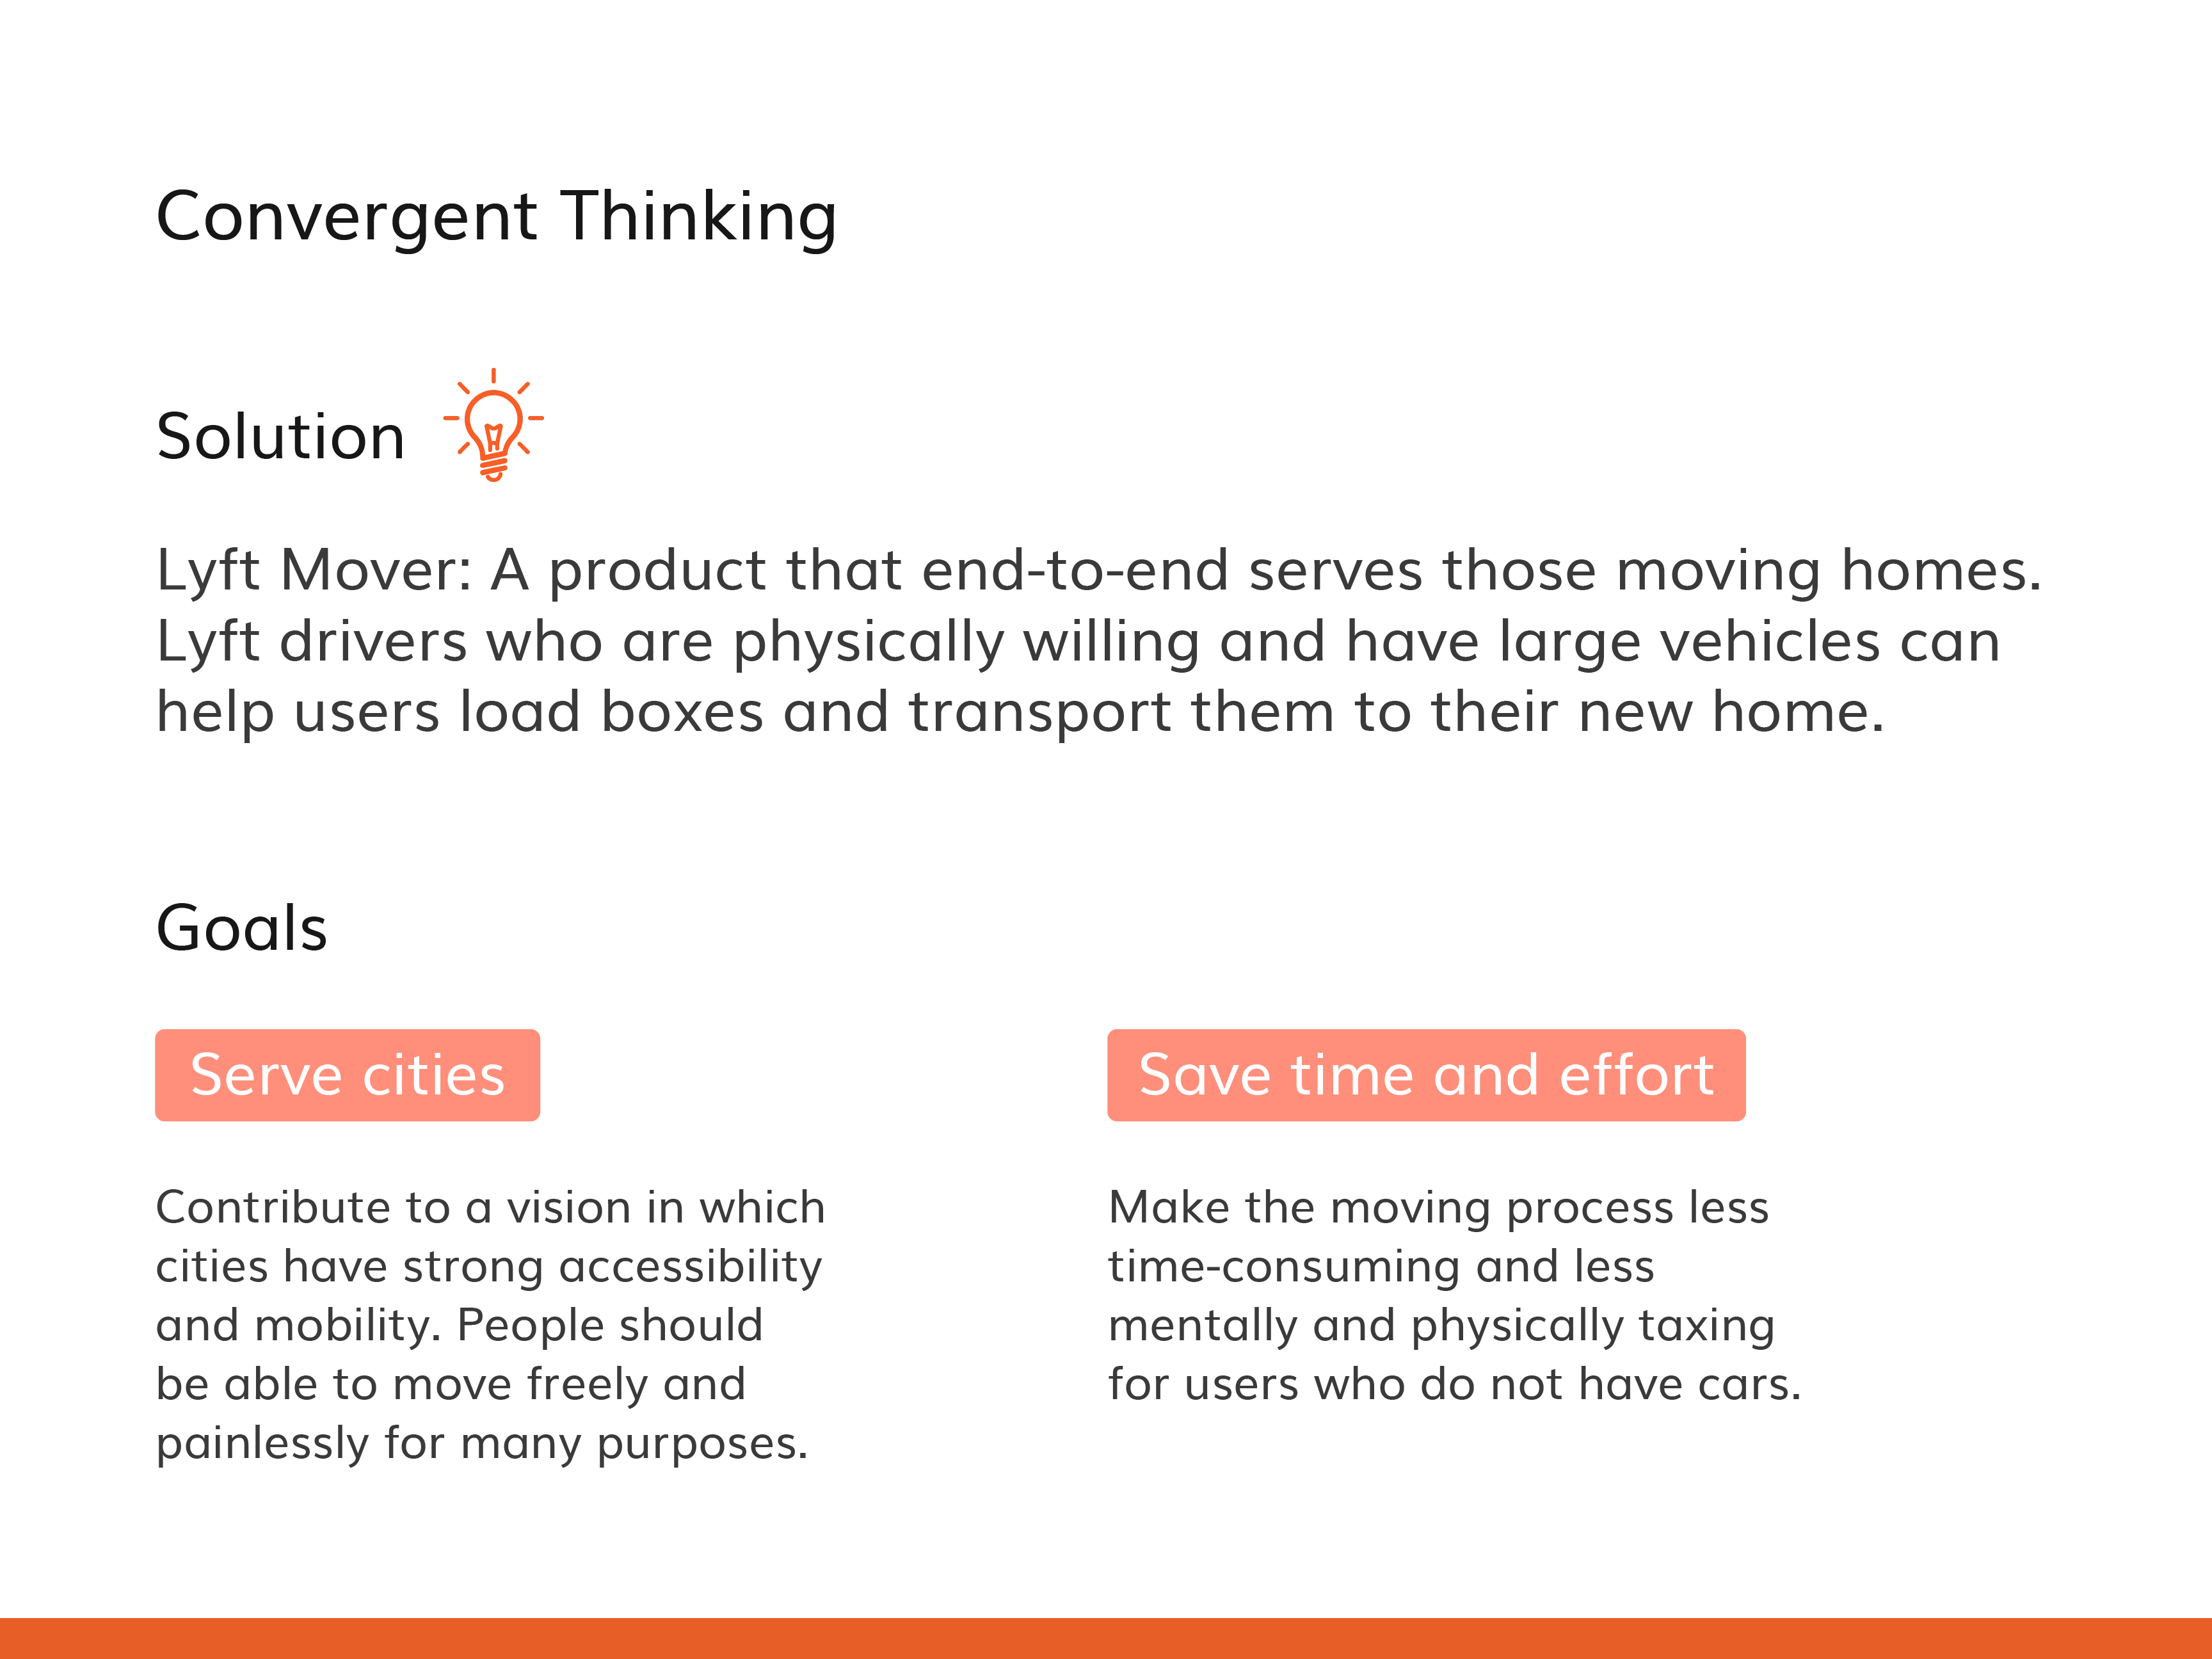 Convergent Thinking
Solution
Lyft Mover: A product that end-to-end serves those moving homes.
Lyft drivers who are physically willing and have large vehicles can
help users load boxes and transport them to their new home.
Goals
Serve cities
Contribute to a vision in which
cities have strong accessibility
and mobility. People should
be able to move freely and
painlessly for many purposes.
Save time and effort
Make the moving process less
time-consuming and less
mentally and physically taxing
for users who do not have cars.